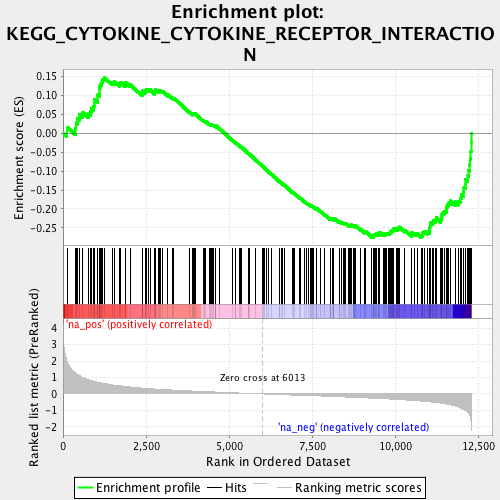 Enrichment plot:
KEGG_CYTOKINE_CYTOKINE_RECEPTOR_INTERACTIO
N
Enrichment score (ES)
0.15
0.10
0.05
0.00
-0.05
-0.10
-0.15
-0.20
-0.25
'na_pos' (positively correlated)
Ranked list metric (PreRanked)
4
3
2
1
0
-1
-2
Zero cross at 6013
'na_neg' (negatively correlated)
0
2,500
5,000
7,500
10,000
12,500
Rank in Ordered Dataset
Enrichment profile
Hits
Ranking metric scores